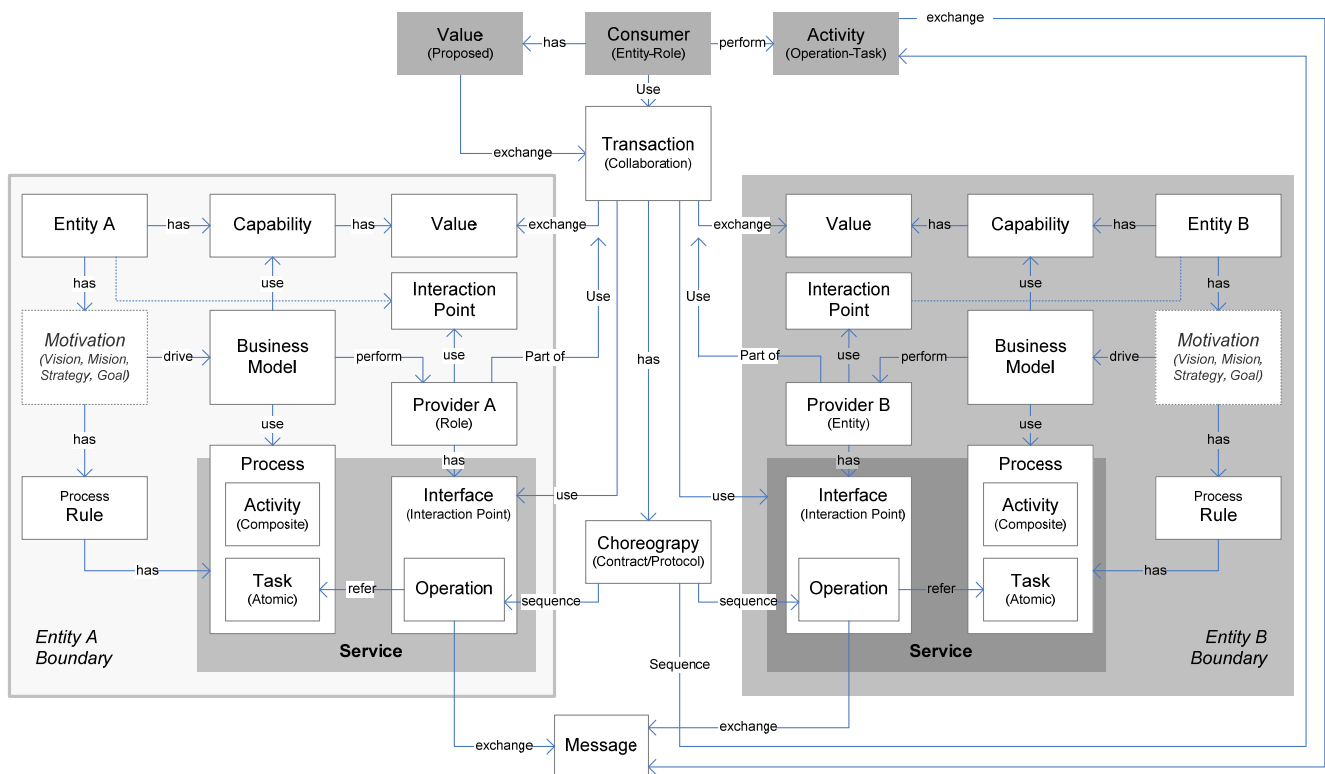 Value
(Proposed)
has
Consumer
(Entity-Role)
perform
Activity
(Operation-Task)
exchange
Use
exchange
Transaction
(Collaboration)
Entity A
has
Capability
has
Value
exchange
exchange
Value
has
Capability
has
Entity B
has
use
Interaction
Point
Use
Use
Interaction
Point
use
has
Motivation
(Vision, Mision,
Strategy, Goal)
drive
Business
Model
perform
use
Part of
has
Part of
use
perform
Business
Model
drive
Motivation
(Vision, Mision,
Strategy, Goal)
Provider A
(Role)
Provider B
(Entity)
has
use
has
has
use
has
Process
Rule
Process
Activity
(Composite)
Task
(Atomic)
Interface
(Interaction Point)
use
use
Interface
(Interaction Point)
Process
Activity
(Composite)
Task
(Atomic)
Process
Rule
Choreograpy
(Contract/Protocol)
has
refer
Operation
sequence
sequence
Operation
refer
has
Entity A
Boundary
Service
Sequence
Service
Entity B
Boundary
exchange
Message
exchange